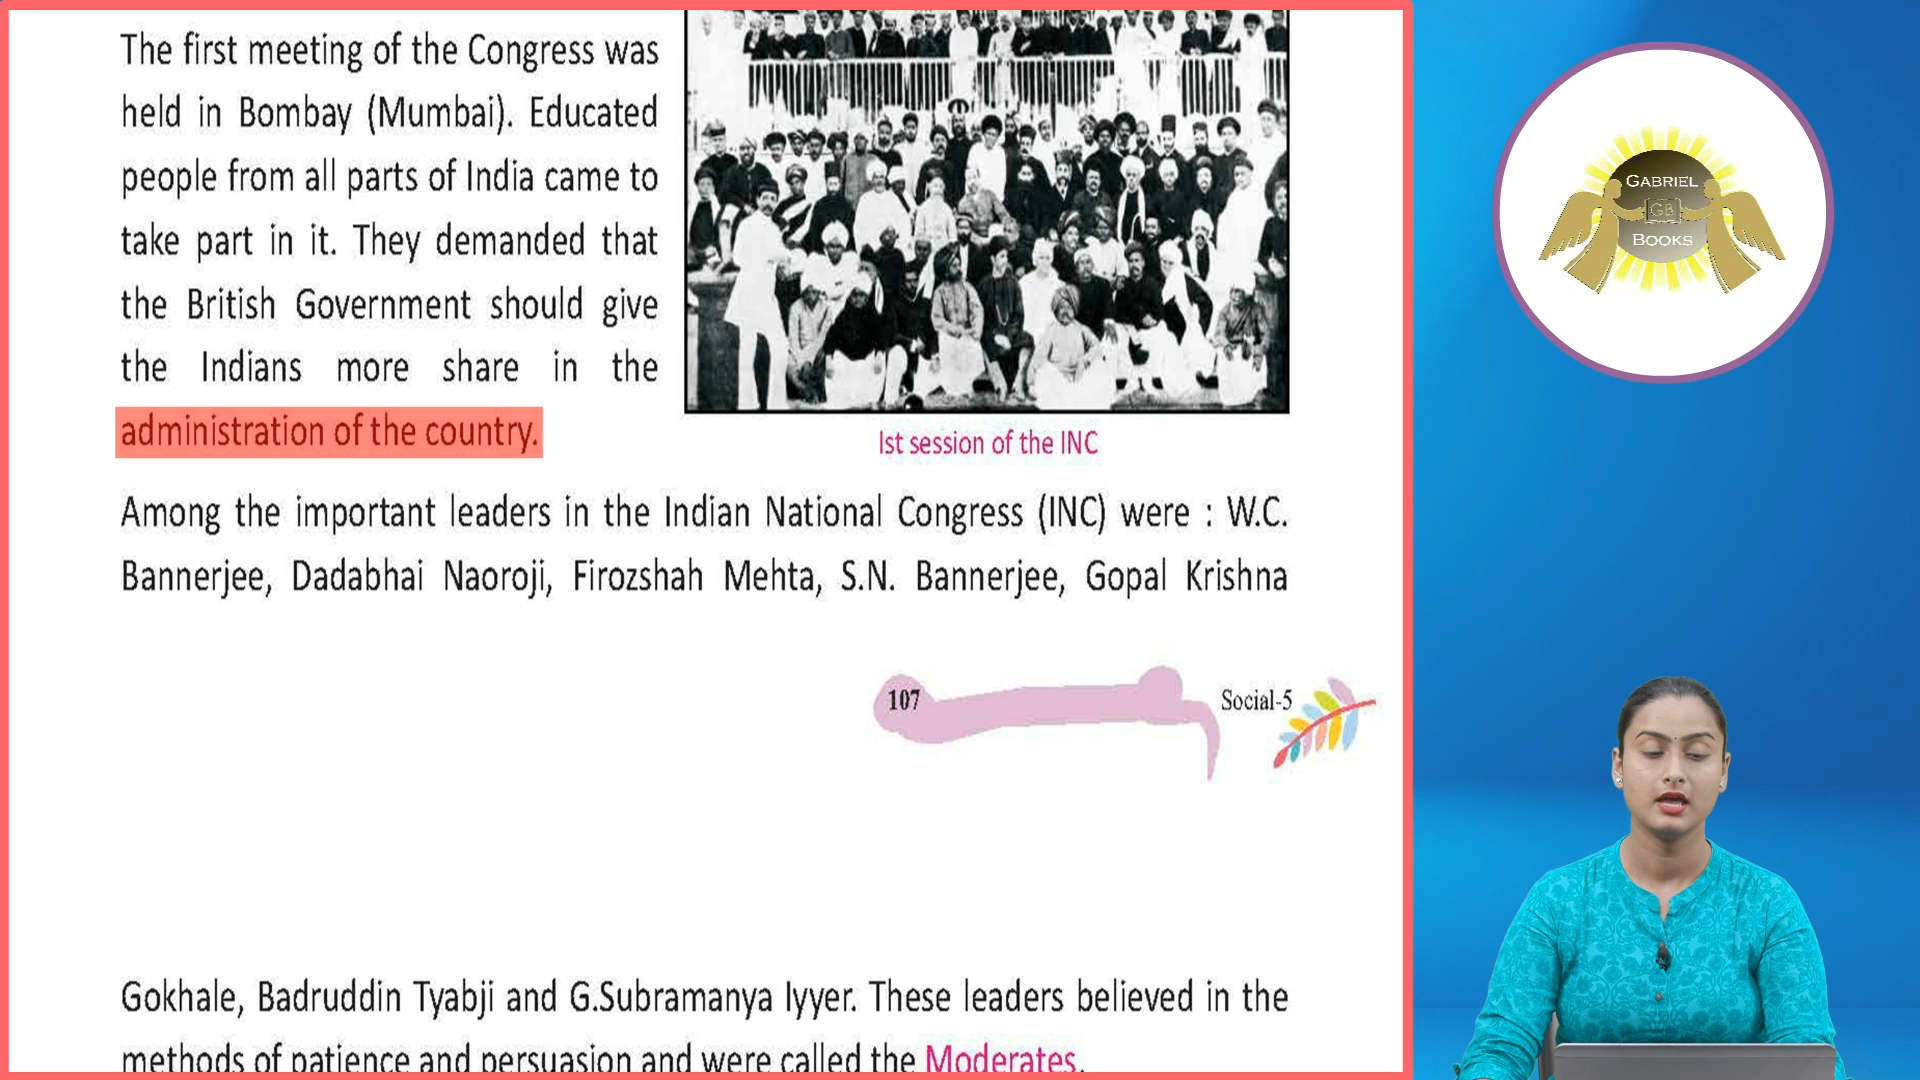 The first meeting of the Congress was
held in Bombay (Mumbai). Educated
people from all parts of India came to
take part in it. They demanded that
the British Government should give
the Indians more share in the
administration of the country.
Ist session of the INC
Among the important leaders in the Indian National Congress (INC) were : W.C.
Bannerjee, Dadabhai Naoroji, Firozshah Mehta, S.N. Bannerjee, Gopal Krishna
107
Social-5
Gokhale, Badruddin Tyabji and G.Subramanya Iyyer. These leaders believed in the
methods of patience and persuasion and were called the Moderates.
GABRIEL
GB
BOOKS